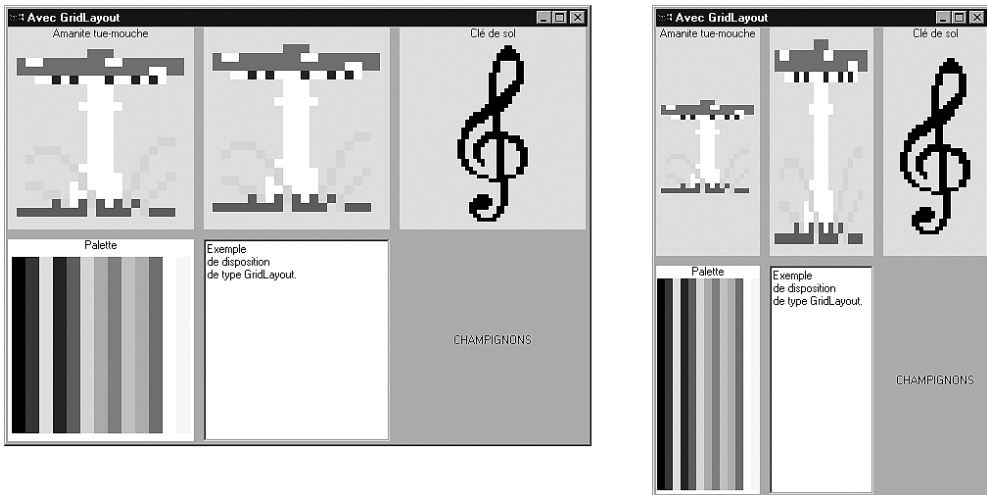 Avec GridLayout
Amanite tue-mouche
Clé de sol
Palette
Exemple
de disposition
de type GridLayout.
CHAMPIGNONS
Avec GridLayout
Amanite tue-mouche
Clé de sol
Palette
Exemple
de disposition
de type GridLayout.
CHAMPIGNONS